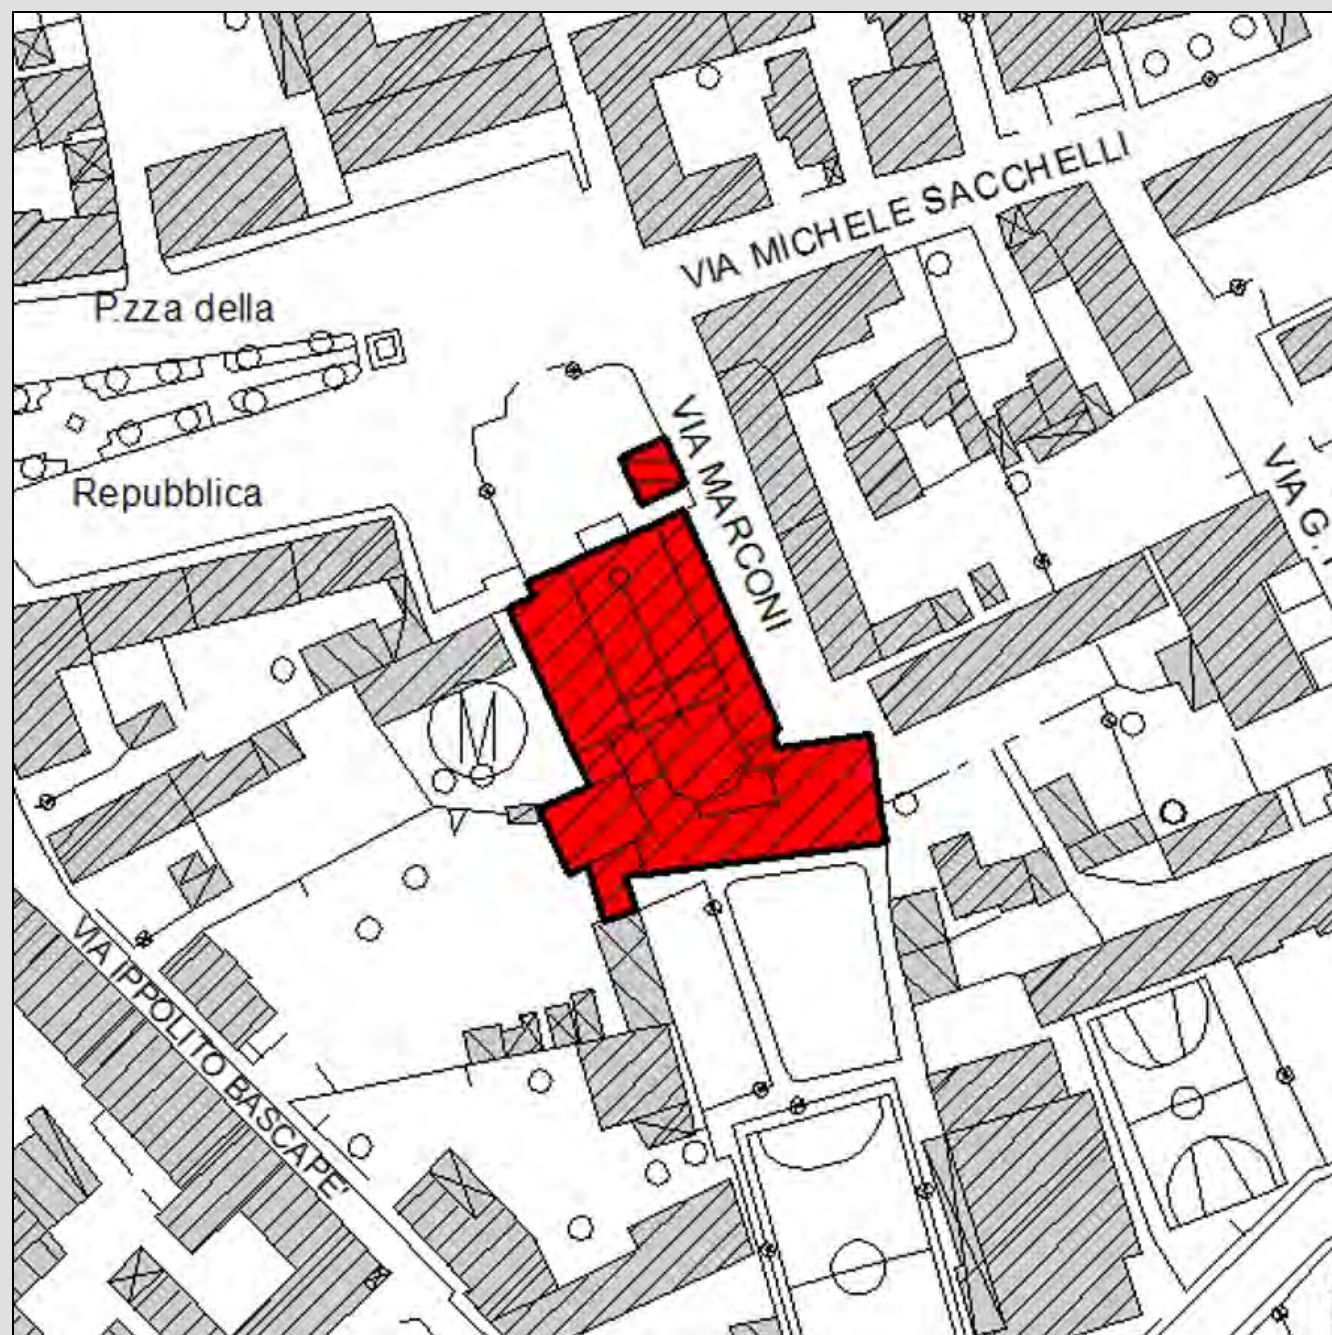 VIA MICHELE SACCHELLI
P.zza della
Repubblica
VIA MARCONI
VIA G.
VIA IPPOLITO BASCAPE'